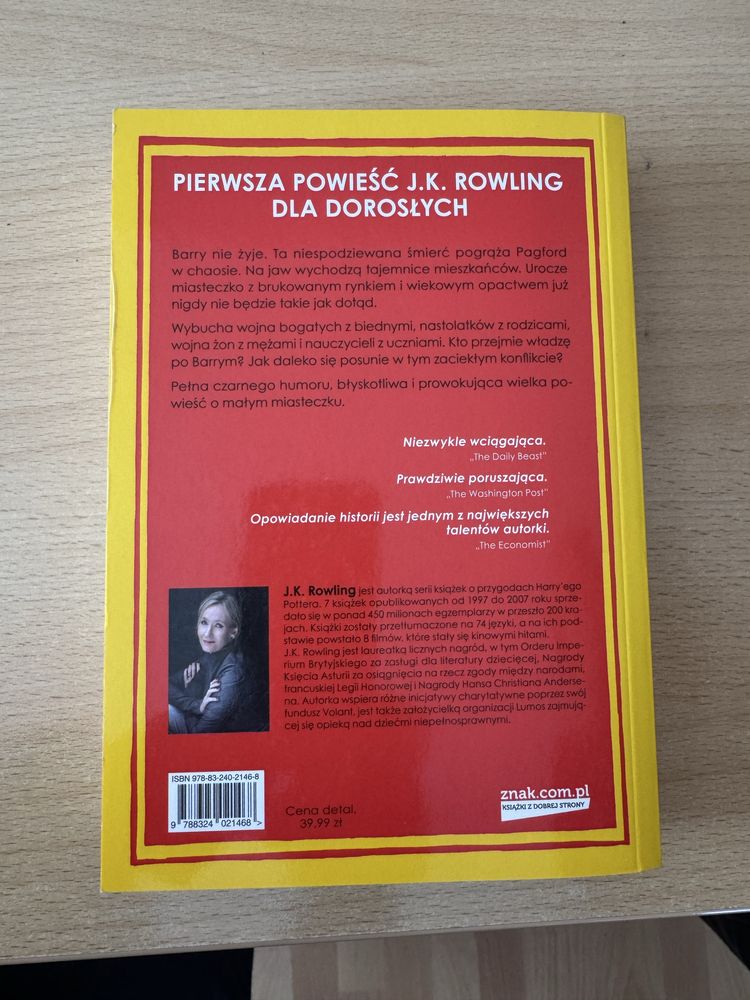 PIERWSZA POWIEŚĆ J.K. ROWLING
DLA DOROSŁYCH
Barry nie żyje. Ta niespodziewana śmierć pogrąża Pagford
w chaosie. Na jaw wychodzą tajemnice mieszkańców. Urocze
miasteczko z brukowanym rynkiem i wiekowym opactwem już
nigdy nie będzie takie jak dotąd.
Wybucha wojna bogatych z biednymi, nastolatków z rodzicami,
wojna żon z mężami i nauczycieli z uczniami. Kto przejmie władzę
po Barrym? Jak daleko się posunie w tym zaciekłym konflikcie?
Pełna czarnego humoru, błyskotliwa i prowokująca wielka po-
wieść o małym miasteczku.
Niezwykle wciągająca.
„The Daily Beast”
Prawdziwie poruszająca.
„The Washington Post”
Opowiadanie historii jest jednym z największych
talentów autorki.
„The Economist”
J.K. Rowling jest autorką serii książek o przygodach Harry'ego
Pottera. 7 książek opublikowanych od 1997 do 2007 roku sprze-
dało się w ponad 450 milionach egzemplarzy w przeszło 200 kra-
jach. Książki zostały przetłumaczone na 74 języki, a na ich pod-
stawie powstało 8 filmów, które stały się kinowymi hitami.
J.K. Rowling jest laureatką licznych nagród, w tym Orderu Impe-
rium Brytyjskiego za zasługi dla literatury dziecięcej, Nagrody
Księcia Asturii za osiągnięcia na rzecz zgody między narodami,
francuskiej Legii Honorowej i Nagrody Hansa Christiana Anderse-
na. Autorka wspiera różne inicjatywy charytatywne poprzez swój
fundusz Volant, jest także założycielką organizacji Lumos zajmują-
cej się opieką nad dziećmi niepełnosprawnymi.
ISBN 978-83-240-2146-8
9 788324 021468 >
Cena detal.
39,99 zł
znak.com.pl
KSIĄŻKI Z DOBREJ STRONY